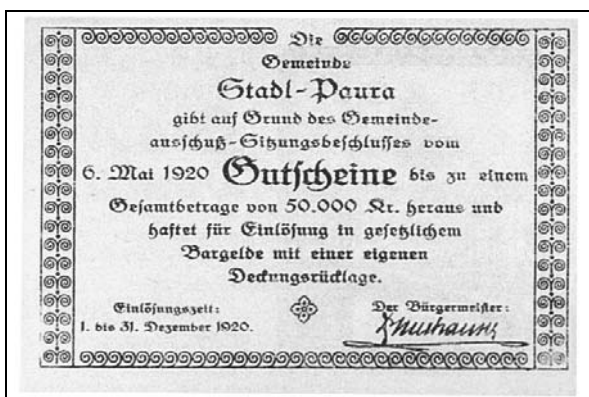 Die
Gemeinde
Stadl-Paura
gibt auf Grund des Gemeinde-
ausschuß-Sitzungsbeschlusses vom
6. Mai 1920 Gutscheine bis zu einem
Gesamtbetrage von 50.000 Kr. heraus und
haftet für Einlösung in gesetzlichem
Bargelde mit einer eigenen
Deckungsrücklage.
Einlösungszeit:
1. bis 31. Dezember 1920.
Der Bürgermeister: